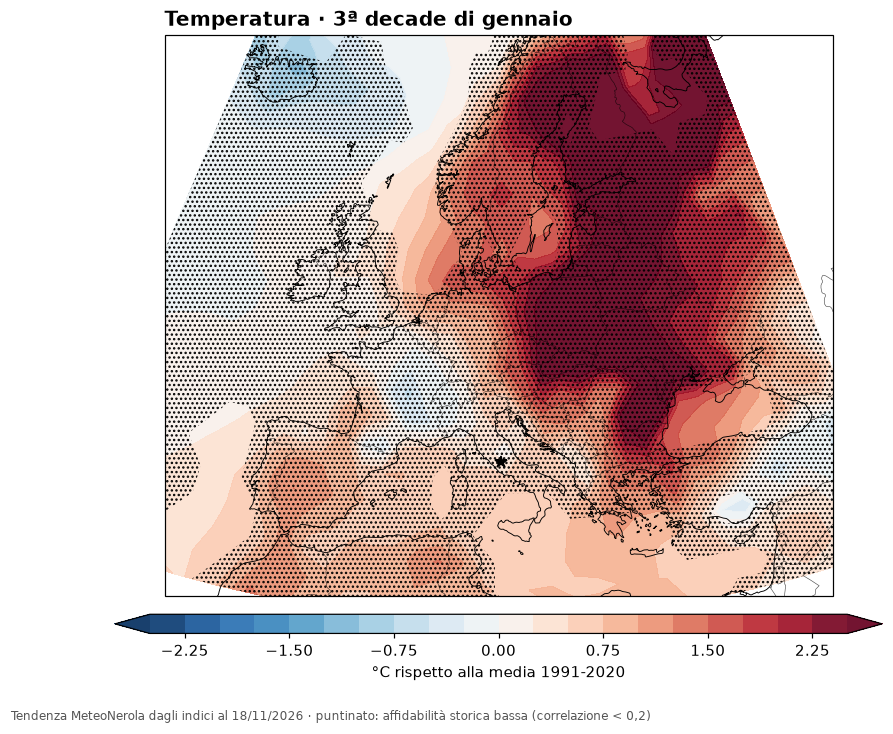 Temperatura · 3ª decade di gennaio
−2.25 −1.50 −0.75 0.00 0.75 1.50 2.25
°C rispetto alla media 1991-2020
Tendenza MeteoNerola dagli indici al 18/11/2026 · puntinato: affidabilità storica bassa (correlazione < 0,2)